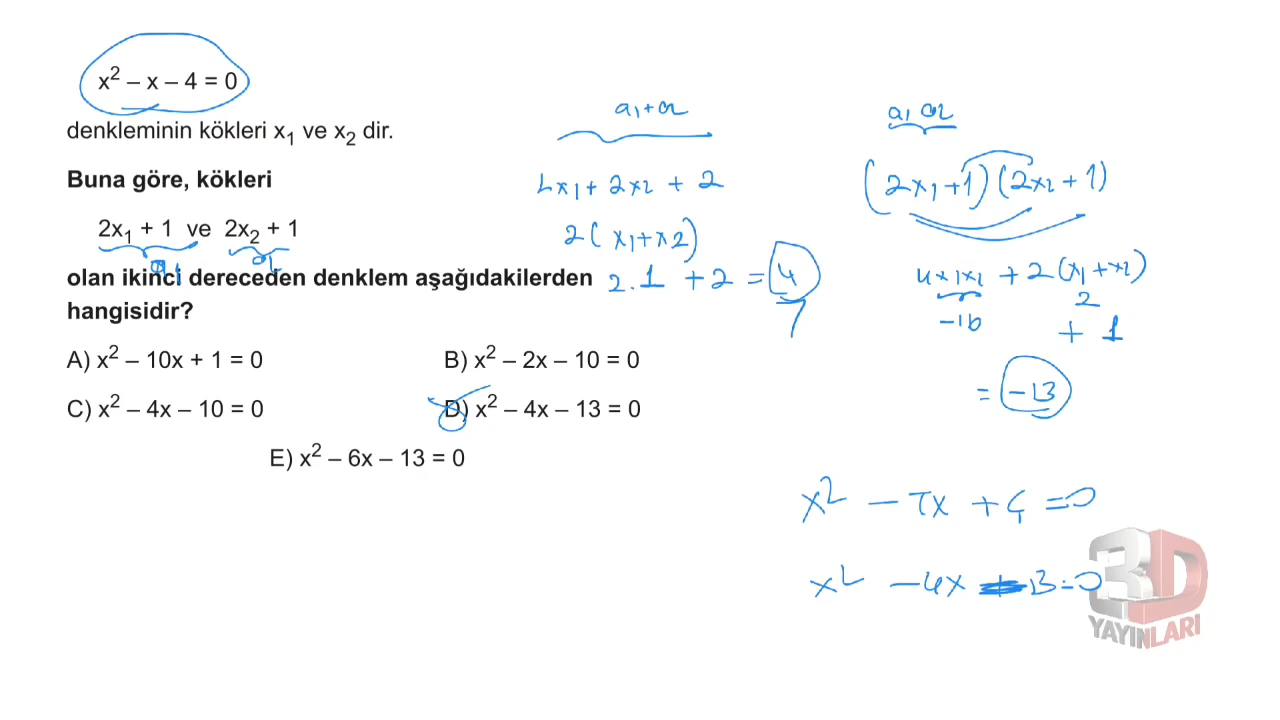 x² – x – 4 = 0
denkleminin kökleri x₁ ve x₂ dir.
Buna göre, kökleri
2x₁ + 1 ve 2x₂ + 1
a₁ a₂
olan ikinci dereceden denklem aşağıdakilerden
hangisidir?
A) x² – 10x + 1 = 0
B) x² – 2x – 10 = 0
C) x² – 4x – 10 = 0
D) x² – 4x – 13 = 0
E) x² – 6x – 13 = 0
a₁+a₂
2x₁ + 2x₂ + 2
2(x₁+x₂)
2.1 + 2 = 4
T
a₁ a₂
(2x₁+1)(2x₂+1)
4x₁x₂ + 2(x₁+x₂)
-16 2
+ 1
= -13
x² – Tx + Ç = 0
x² – 4x – 13 = 0
3D
YAYINLARI